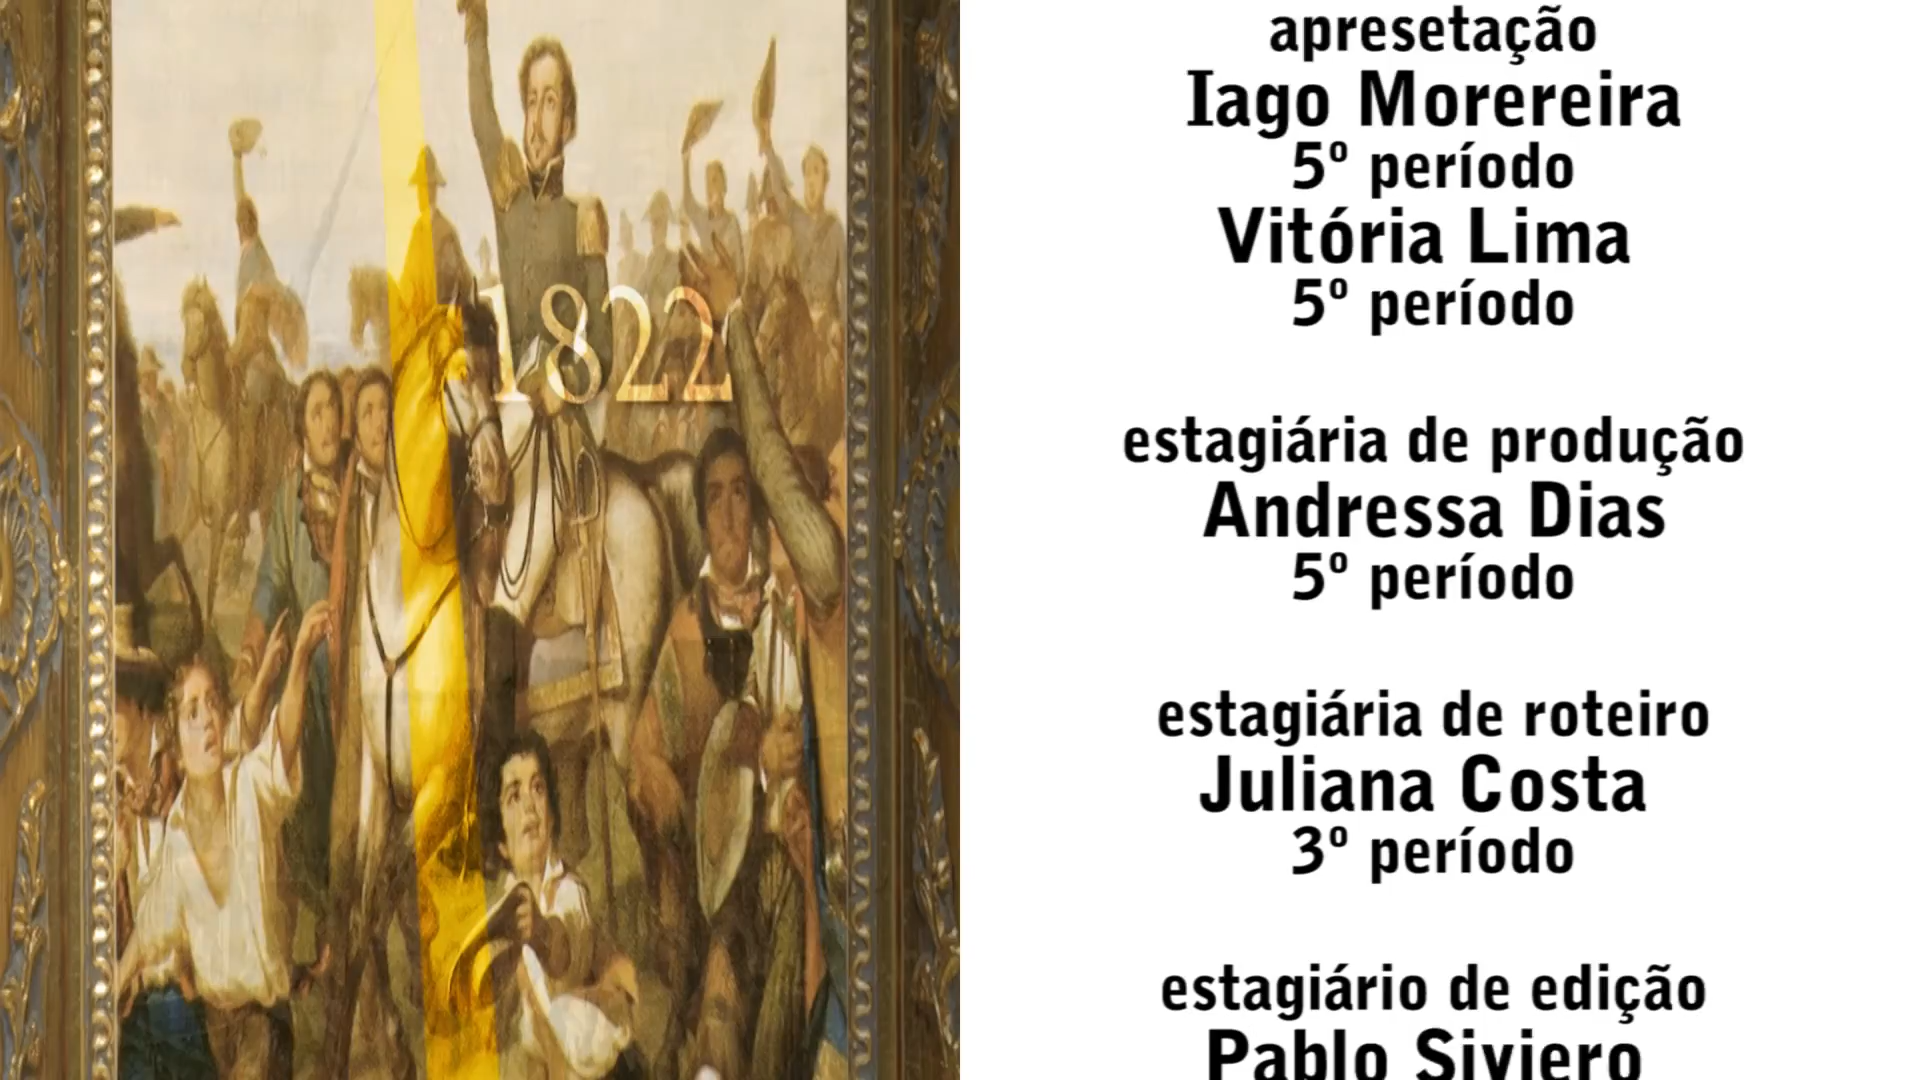 1822
apresetação
Iago Morereira
5º período
Vitória Lima
5º período
estagiária de produção
Andressa Dias
5º período
estagiária de roteiro
Juliana Costa
3º período
estagiário de edição
Pablo Siviero